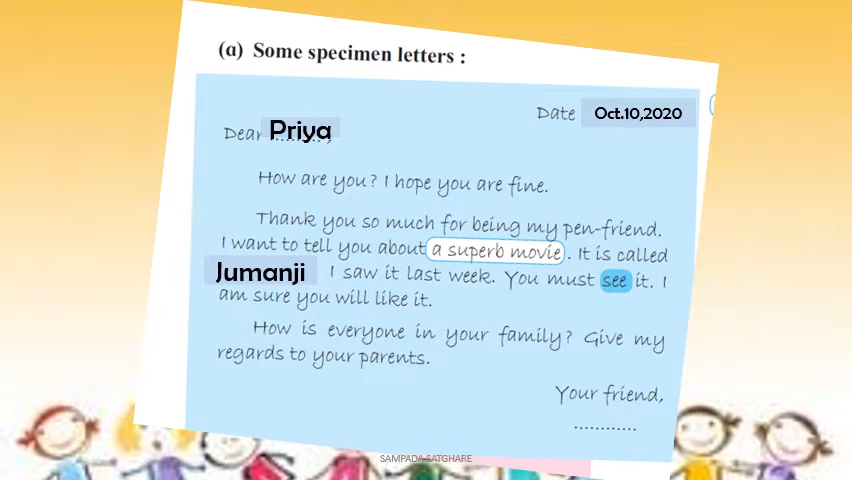 (a) Some specimen letters :
Date Oct.10,2020
Dear Priya ,
How are you? I hope you are fine.
Thank you so much for being my pen-friend.
I want to tell you about a superb movie. It is called
Jumanji I saw it last week. You must see it. I
am sure you will like it.
How is everyone in your family? Give my
regards to your parents.
Your friend,
............
SAMPADA SATGHARE